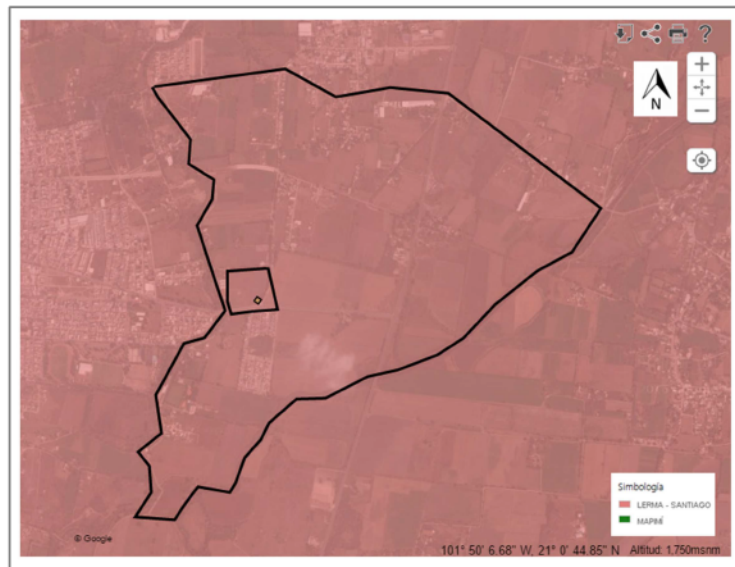 ?
N
Simbología
LERMA - SANTIAGO
MAPIMÍ
© Google
101° 50' 6.68" W, 21° 0' 44.85" N Altitud: 1,750msnm